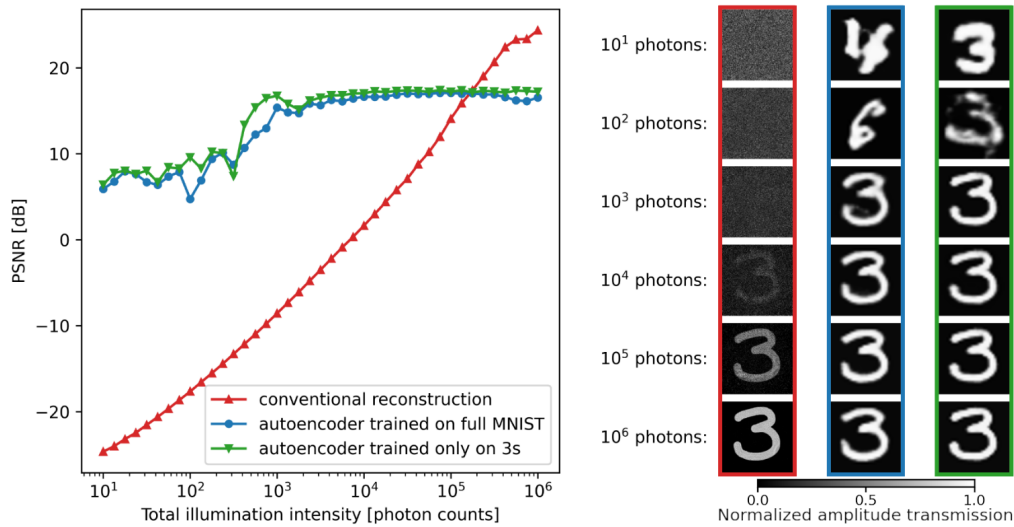 PSNR [dB]
20
10
0
−10
−20
10¹ 10² 10³ 10⁴ 10⁵ 10⁶
Total illumination intensity [photon counts]
conventional reconstruction
autoencoder trained on full MNIST
autoencoder trained only on 3s
10¹ photons:
10² photons:
10³ photons:
10⁴ photons:
10⁵ photons:
10⁶ photons:
0.0 0.5 1.0
Normalized amplitude transmission